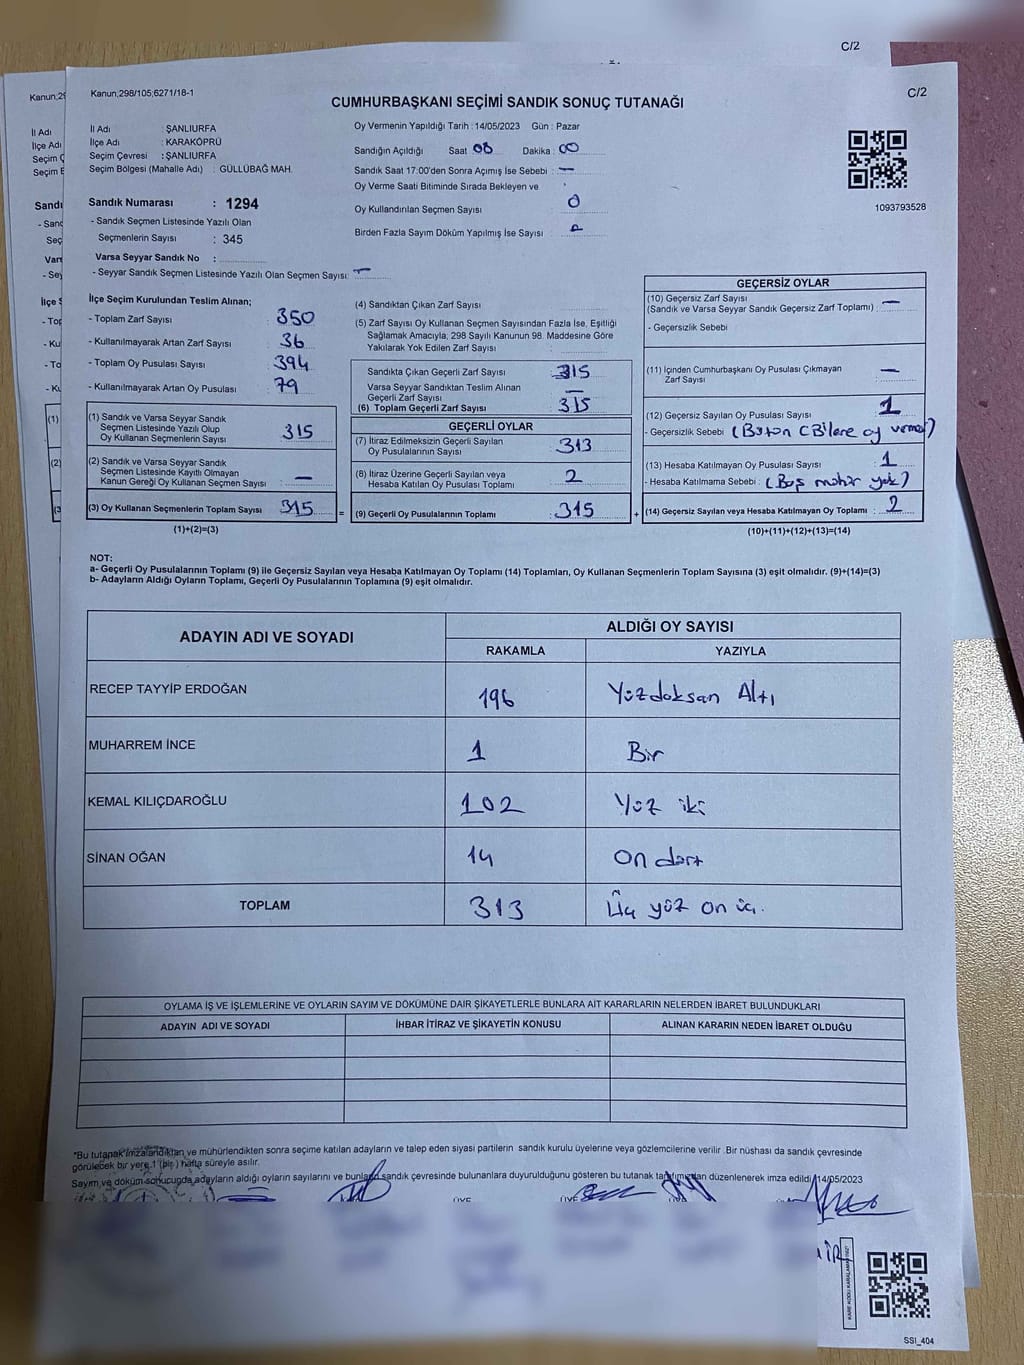 C/2
Kanun;298/105;6271/18-1
C/2
CUMHURBAŞKANI SEÇİMİ SANDIK SONUÇ TUTANAĞI
İl Adı : ŞANLIURFA
İlçe Adı : KARAKÖPRÜ
Seçim Çevresi : ŞANLIURFA
Seçim Bölgesi (Mahalle Adı) : GÜLLÜBAĞ MAH.
Sandık Numarası : 1294
- Sandık Seçmen Listesinde Yazılı Olan
Seçmenlerin Sayısı : 345
Varsa Seyyar Sandık No :
- Seyyar Sandık Seçmen Listesinde Yazılı Olan Seçmen Sayısı: —
Oy Vermenin Yapıldığı Tarih : 14/05/2023 Gün : Pazar
Sandığın Açıldığı Saat 08 Dakika : 00
Sandık Saat 17:00'den Sonra Açımış İse Sebebi : —
Oy Verme Saati Bitiminde Sırada Bekleyen ve
Oy Kullandırılan Seçmen Sayısı : 0
Birden Fazla Sayım Döküm Yapılmış İse Sayısı :
1093793528
İlçe Seçim Kurulundan Teslim Alınan;
- Toplam Zarf Sayısı : 350
- Kullanılmayarak Artan Zarf Sayısı : 36
- Toplam Oy Pusulası Sayısı : 394
- Kullanılmayarak Artan Oy Pusulası : 79
(1) Sandık ve Varsa Seyyar Sandık
Seçmen Listesinde Yazılı Olup
Oy Kullanan Seçmenlerin Sayısı : 315
(2) Sandık ve Varsa Seyyar Sandık
Seçmen Listesinde Kayıtlı Olmayan
Kanun Gereği Oy Kullanan Seçmen Sayısı : —
(3) Oy Kullanan Seçmenlerin Toplam Sayısı : 315
(1)+(2)=(3)
(4) Sandıktan Çıkan Zarf Sayısı :
(5) Zarf Sayısı Oy Kullanan Seçmen Sayısından Fazla İse, Eşitliği
Sağlamak Amacıyla, 298 Sayılı Kanunun 98. Maddesine Göre
Yakılarak Yok Edilen Zarf Sayısı :
Sandıkta Çıkan Geçerli Zarf Sayısı : 315
Varsa Seyyar Sandıktan Teslim Alınan
Geçerli Zarf Sayısı : —
(6) Toplam Geçerli Zarf Sayısı : 315
GEÇERLİ OYLAR
(7) İtiraz Edilmeksizin Geçerli Sayılan
Oy Pusulalarının Sayısı : 313
(8) İtiraz Üzerine Geçerli Sayılan veya
Hesaba Katılan Oy Pusulası Toplamı : 2
= (9) Geçerli Oy Pusulalarının Toplamı : 315 +
GEÇERSİZ OYLAR
(10) Geçersiz Zarf Sayısı
(Sandık ve Varsa Seyyar Sandık Geçersiz Zarf Toplamı) : —
- Geçersizlik Sebebi
(11) İçinden Cumhurbaşkanı Oy Pusulası Çıkmayan
Zarf Sayısı : —
(12) Geçersiz Sayılan Oy Pusulası Sayısı : 1
- Geçersizlik Sebebi :
(13) Hesaba Katılmayan Oy Pusulası Sayısı : 1
- Hesaba Katılmama Sebebi : (Boş mühür yok)
(14) Geçersiz Sayılan veya Hesaba Katılmayan Oy Toplamı : 2
(10)+(11)+(12)+(13)=(14)
NOT:
a- Geçerli Oy Pusulalarının Toplamı (9) ile Geçersiz Sayılan veya Hesaba Katılmayan Oy Toplamı (14) Toplamları, Oy Kullanan Seçmenlerin Toplam Sayısına (3) eşit olmalıdır. (9)+(14)=(3)
b- Adayların Aldığı Oyların Toplamı, Geçerli Oy Pusulalarının Toplamına (9) eşit olmalıdır.
ADAYIN ADI VE SOYADI
ALDIĞI OY SAYISI
RAKAMLA YAZIYLA
RECEP TAYYİP ERDOĞAN 196 Yüzdoksan Altı
MUHARREM İNCE 1 Bir
KEMAL KILIÇDAROĞLU 102 Yüz iki
SİNAN OĞAN 14 On dört
TOPLAM 313 Üç yüz on üç.
OYLAMA İŞ VE İŞLEMLERİNE VE OYLARIN SAYIM VE DÖKÜMÜNE DAİR ŞİKAYETLERLE BUNLARA AİT KARARLARIN NELERDEN İBARET BULUNDUKLARI
ADAYIN ADI VE SOYADI İHBAR İTİRAZ VE ŞİKAYETİN KONUSU ALINAN KARARIN NEDEN İBARET OLDUĞU
*Bu tutanak imzalandıktan ve mühürlendikten sonra seçime katılan adayların ve talep eden siyasi partilerin sandık kurulu üyelerine veya gözlemcilerine verilir .Bir nüshası da sandık çevresinde
görülecek bir yere 1 (bir ) hafta süreyle asılır.
Sayım ve döküm sonucunda adayların aldığı oyların sayılarını ve bunların sandık çevresinde bulunanlara duyurulduğunu gösteren bu tutanak tarafımızdan düzenlenerek imza edildi. 14/05/2023
SSI_404